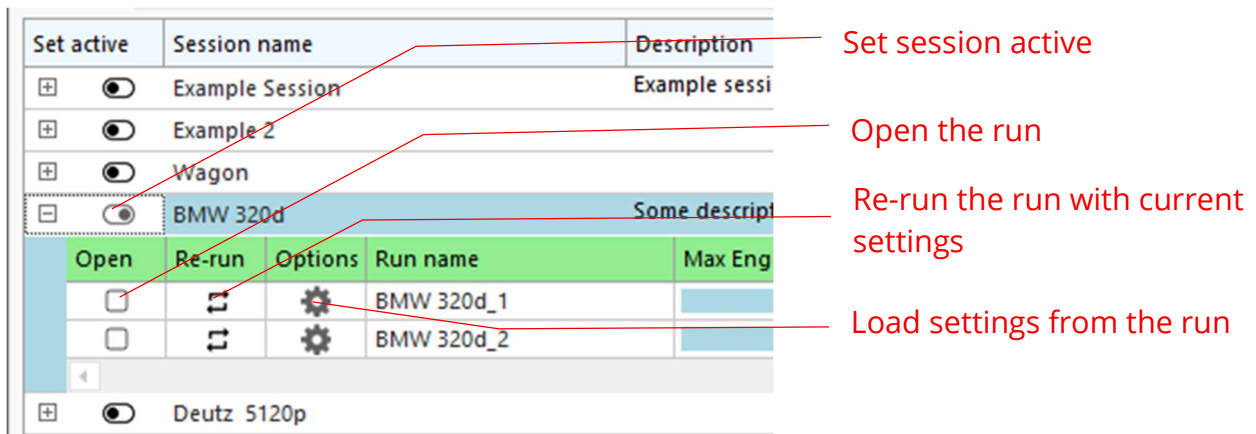 Set active Session name Description
Set session active
Example Session Example sessi
Example 2
Open the run
Wagon
BMW 320d Some descript
Re-run the run with current
settings
Open Re-run Options Run name Max Eng
BMW 320d_1
Load settings from the run
BMW 320d_2
Deutz 5120p